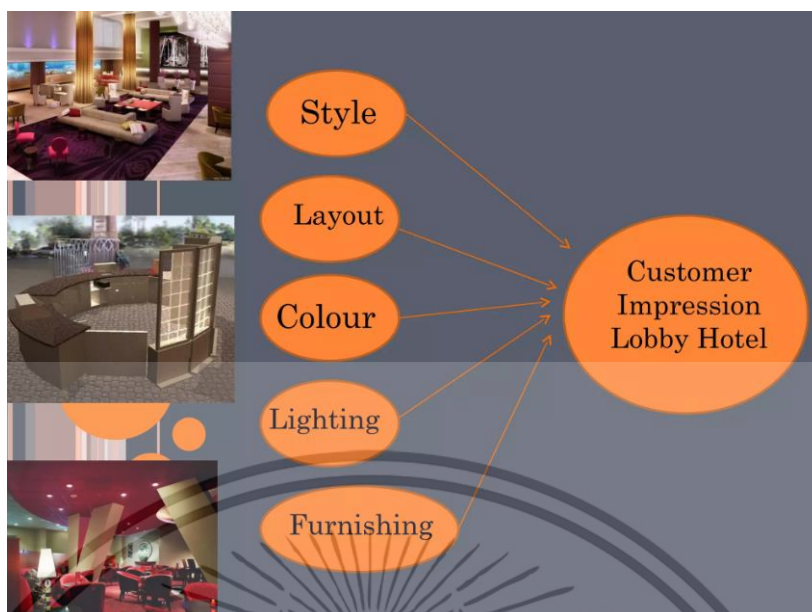 Style
Layout
Colour
Lighting
Furnishing
Customer
Impression
Lobby Hotel